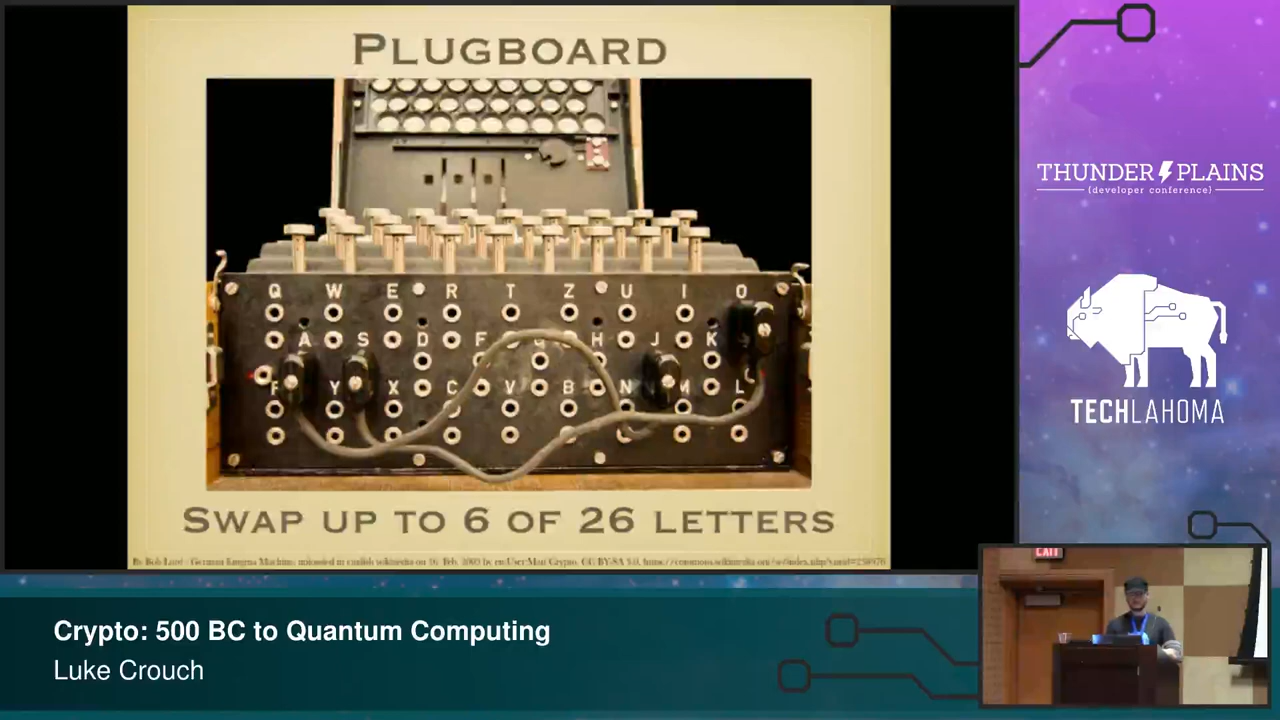 PLUGBOARD
Q W E R T Z U I O
A S D F G H J K
P Y X C V B N M L
SWAP UP TO 6 OF 26 LETTERS
THUNDER PLAINS
{developer conference}
TECHLAHOMA
EXIT
Crypto: 500 BC to Quantum Computing
Luke Crouch